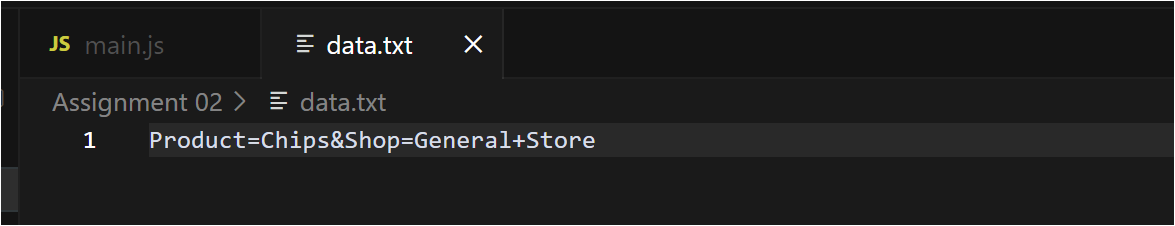 JS main.js data.txt
Assignment 02 > data.txt
1 Product=Chips&Shop=General+Store